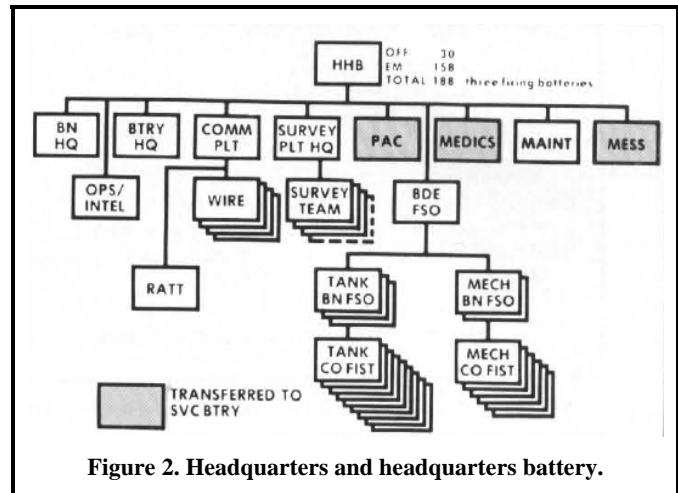 HHB
OFF 30
EM 158
TOTAL 188 three firing batteries
BN
HQ
BTRY
HQ
COMM
PLT
SURVEY
PLT HQ
PAC
MEDICS
MAINT
MESS
OPS/
INTEL
WIRE
SURVEY
TEAM
BDE
FSO
RATT
TANK
BN FSO
MECH
BN FSO
TANK
CO FIST
MECH
CO FIST
TRANSFERRED TO
SVC BTRY
Figure 2. Headquarters and headquarters battery.